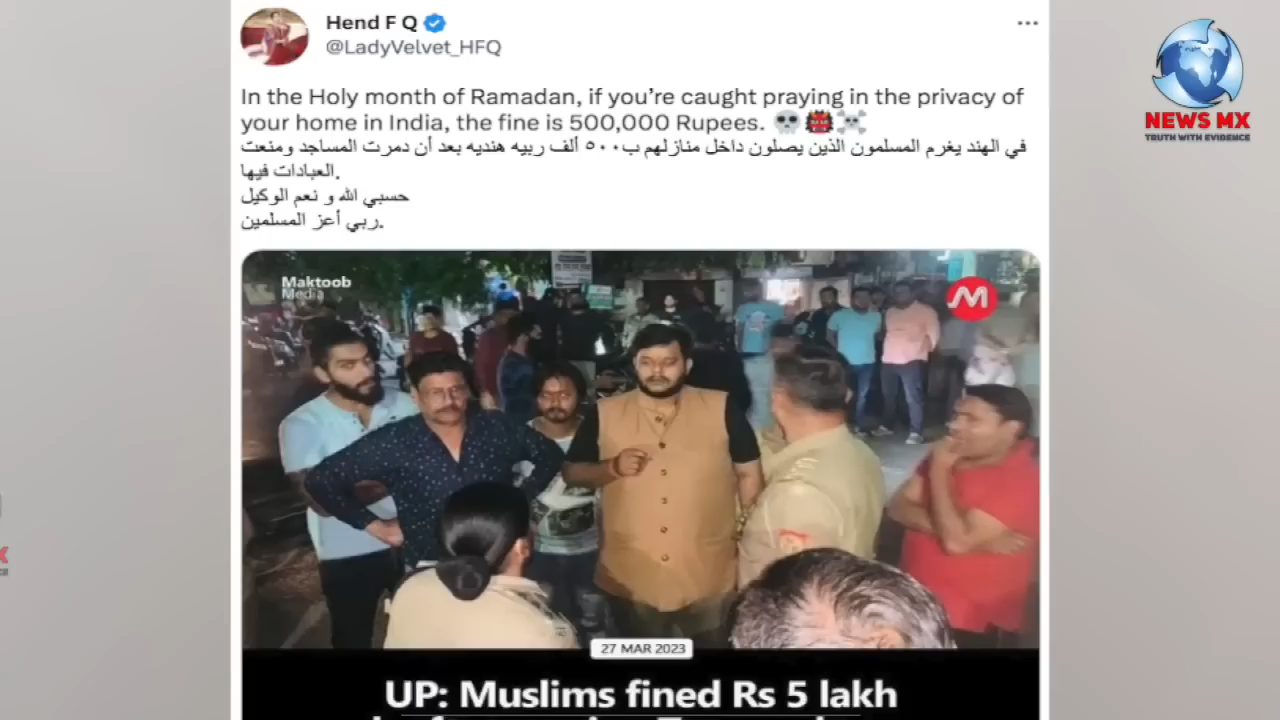 Hend F Q
@LadyVelvet_HFQ
In the Holy month of Ramadan, if you're caught praying in the privacy of
your home in India, the fine is 500,000 Rupees. 💀👹☠️
في الهند يغرم المسلمون الذين يصلون داخل منازلهم ب٥٠٠ ألف ربيه هنديه بعد أن دمرت المساجد ومنعت
العبادات فيها.
حسبي الله و نعم الوكيل
ربي أعز المسلمين.
NEWS MX
TRUTH WITH EVIDENCE
Maktoob
Media
27 MAR 2023
UP: Muslims fined Rs 5 lakh